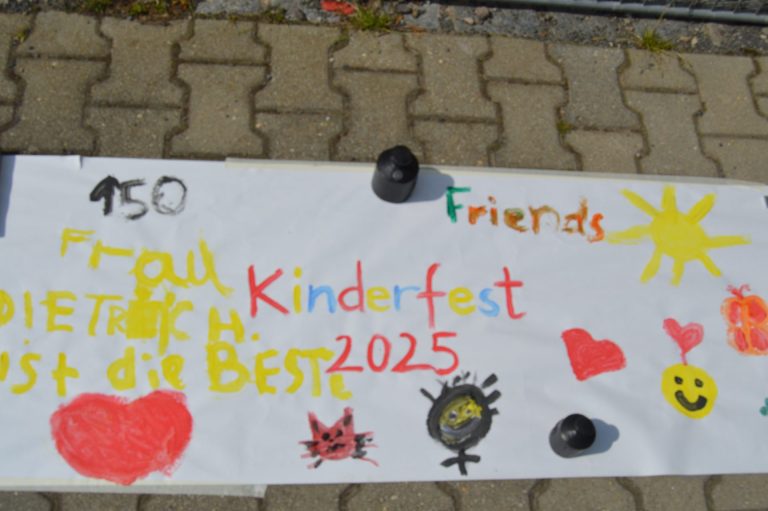 150
Friends
Frau
DIETRICH.
ist die BESTE
Kinderfest
2025